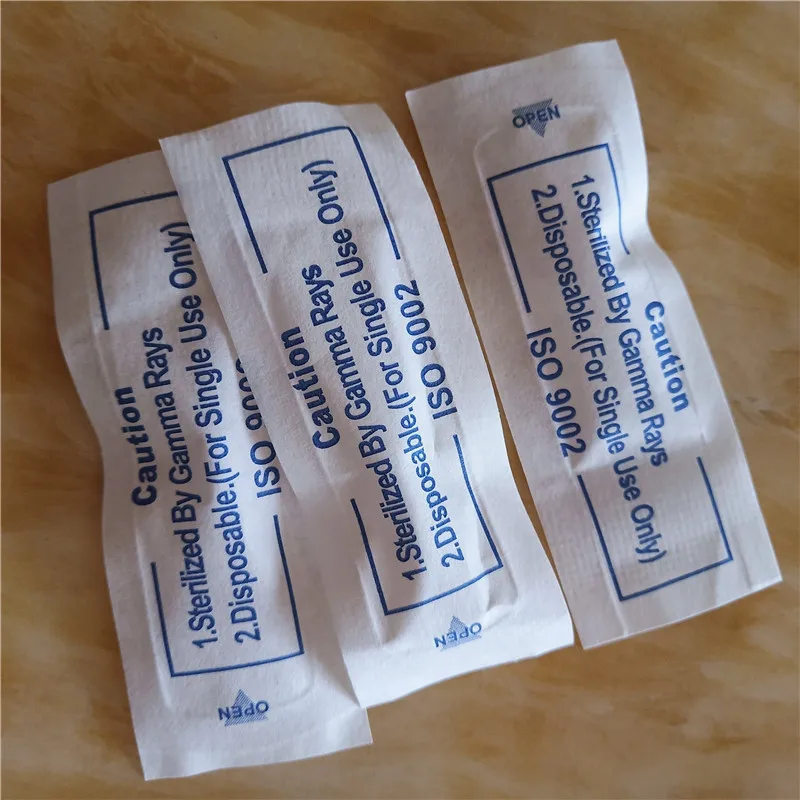 Caution
1.Sterilized By Gamma Rays
2.Disposable.(For Single Use Only)
ISO 9002
OPEN
Caution
1.Sterilized By Gamma Rays
2.Disposable.(For Single Use Only)
ISO 9002
OPEN
OPEN
Caution
1.Sterilized By Gamma Rays
2.Disposable.(For Single Use Only)
ISO 9002